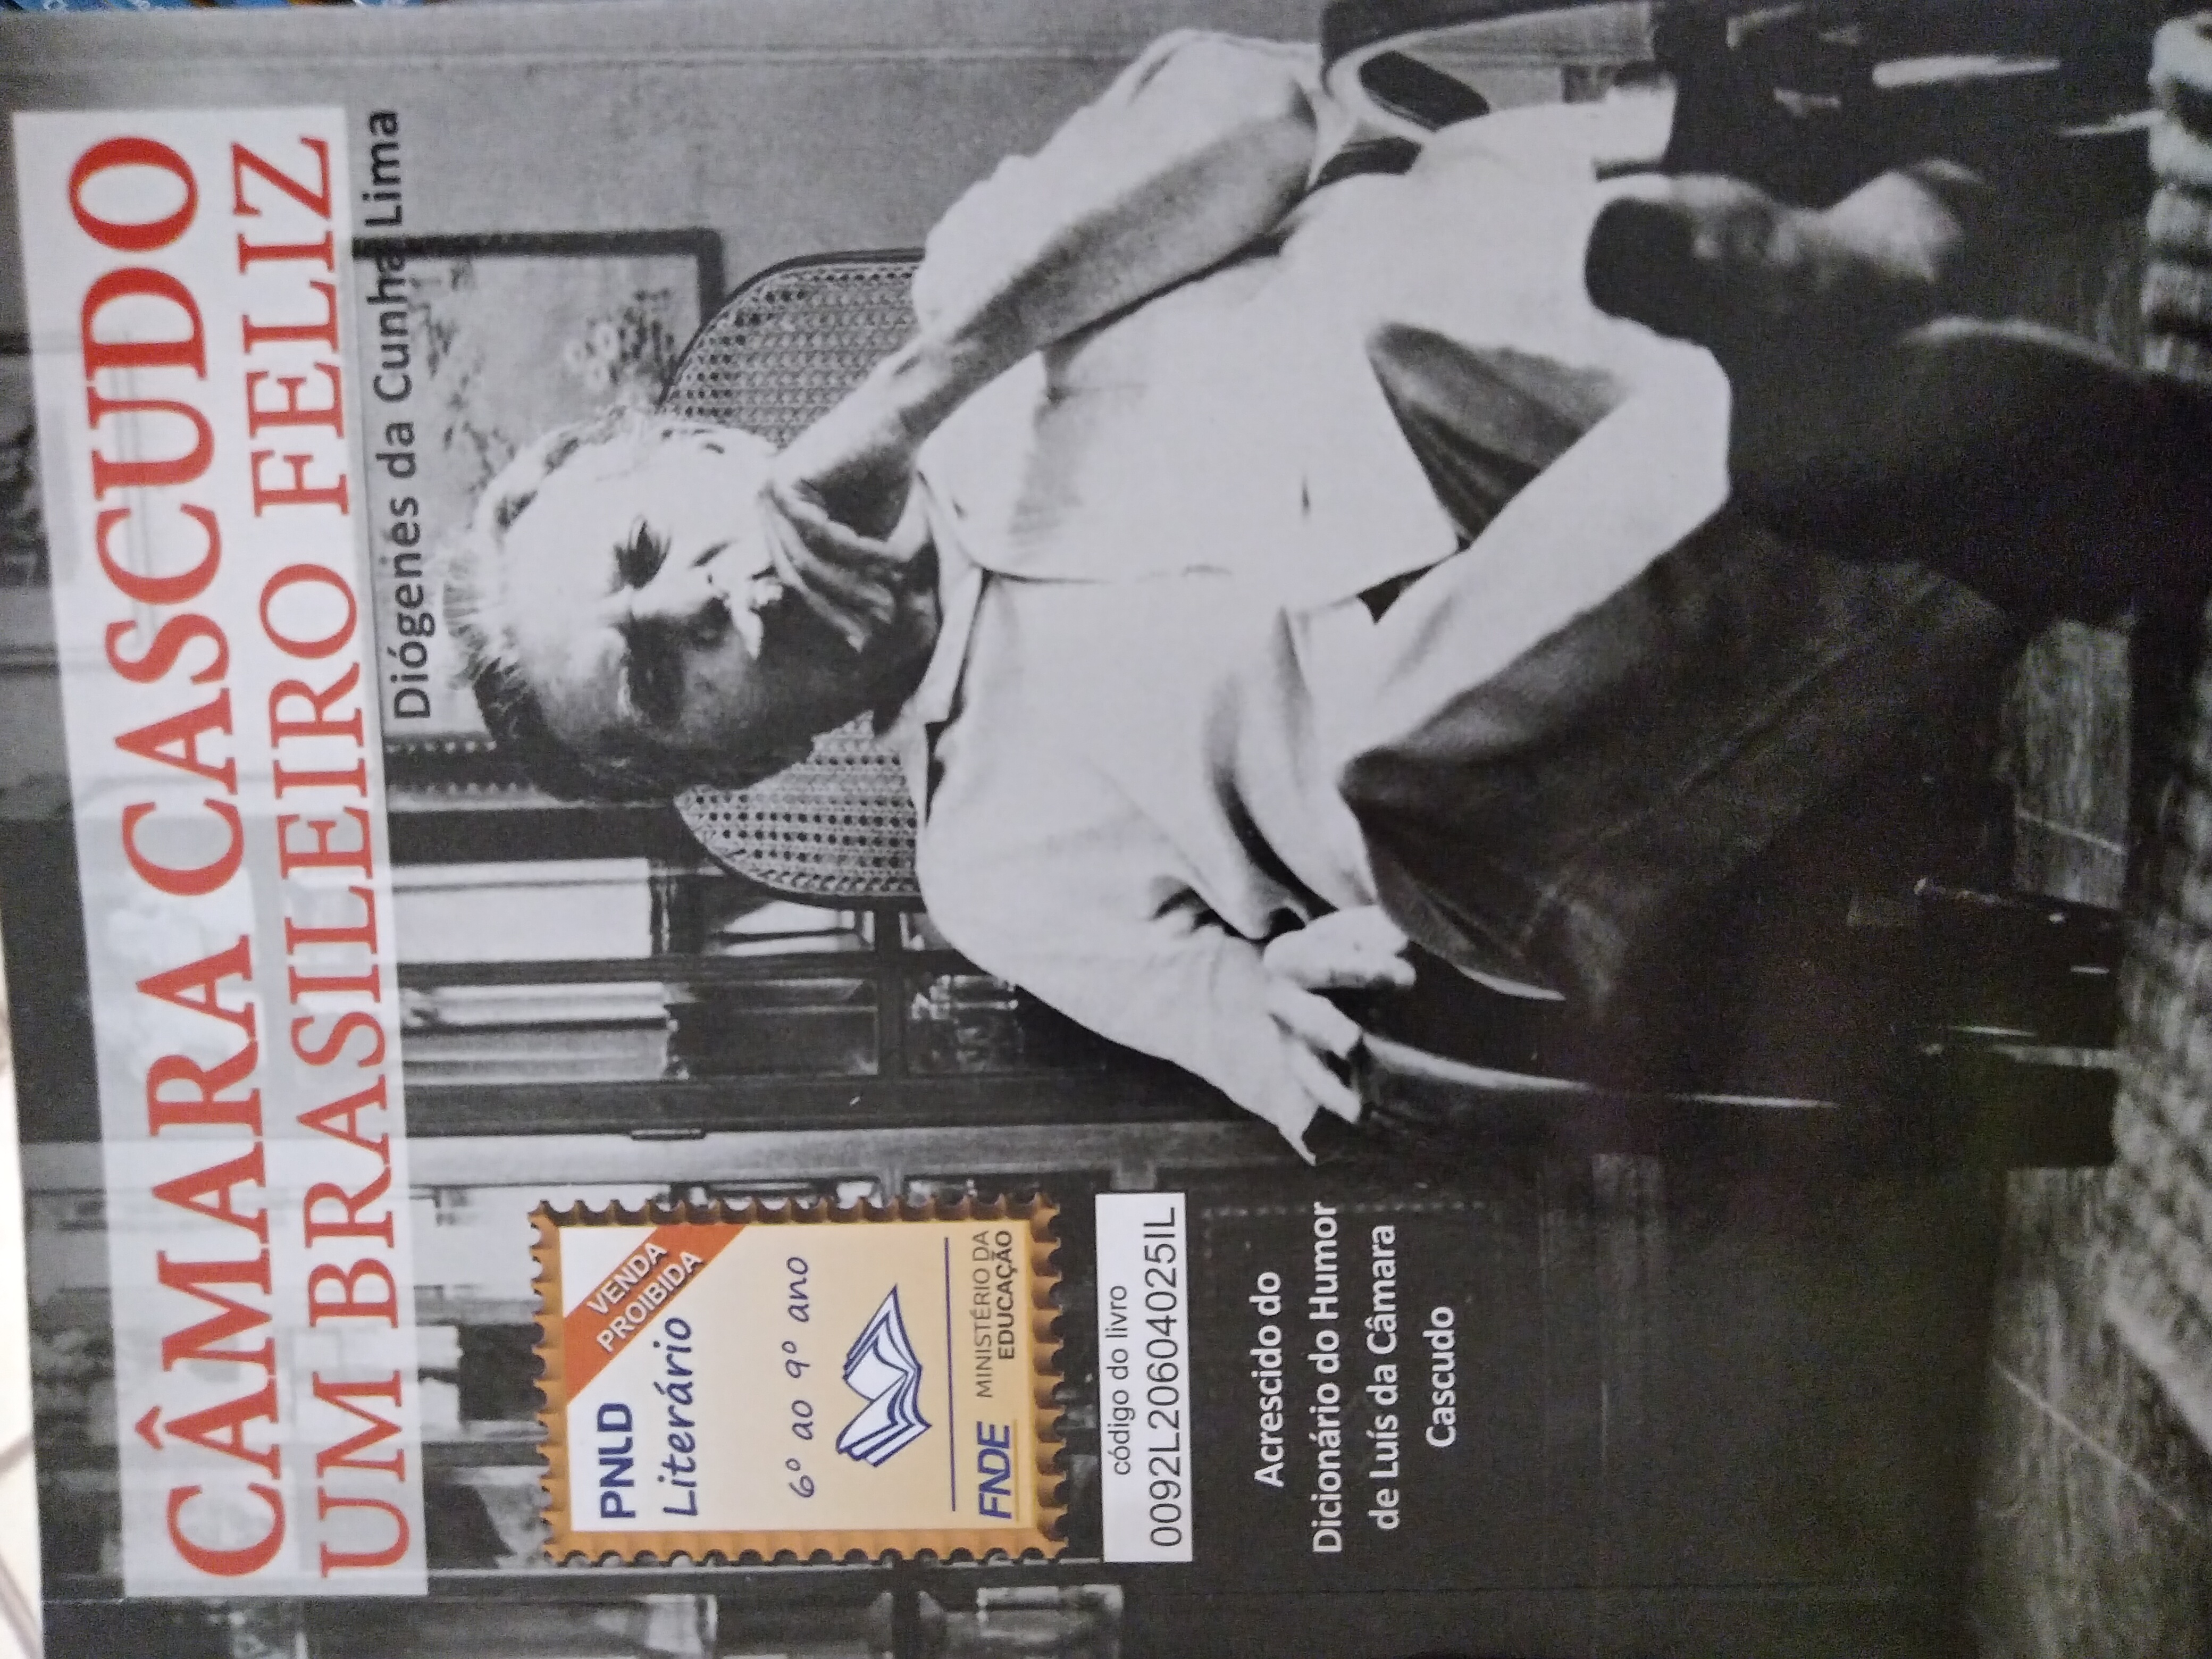 CÂMARA CASCUDO
UM BRASILEIRO FELIZ
Diógenes da Cunha Lima
PNLD
Literário
VENDA
PROIBIDA
6º ao 9º ano
FNDE
MINISTÉRIO DA
EDUCAÇÃO
código do livro
0092L20604025IL
Acrescido do
Dicionário do Humor
de Luís da Câmara
Cascudo